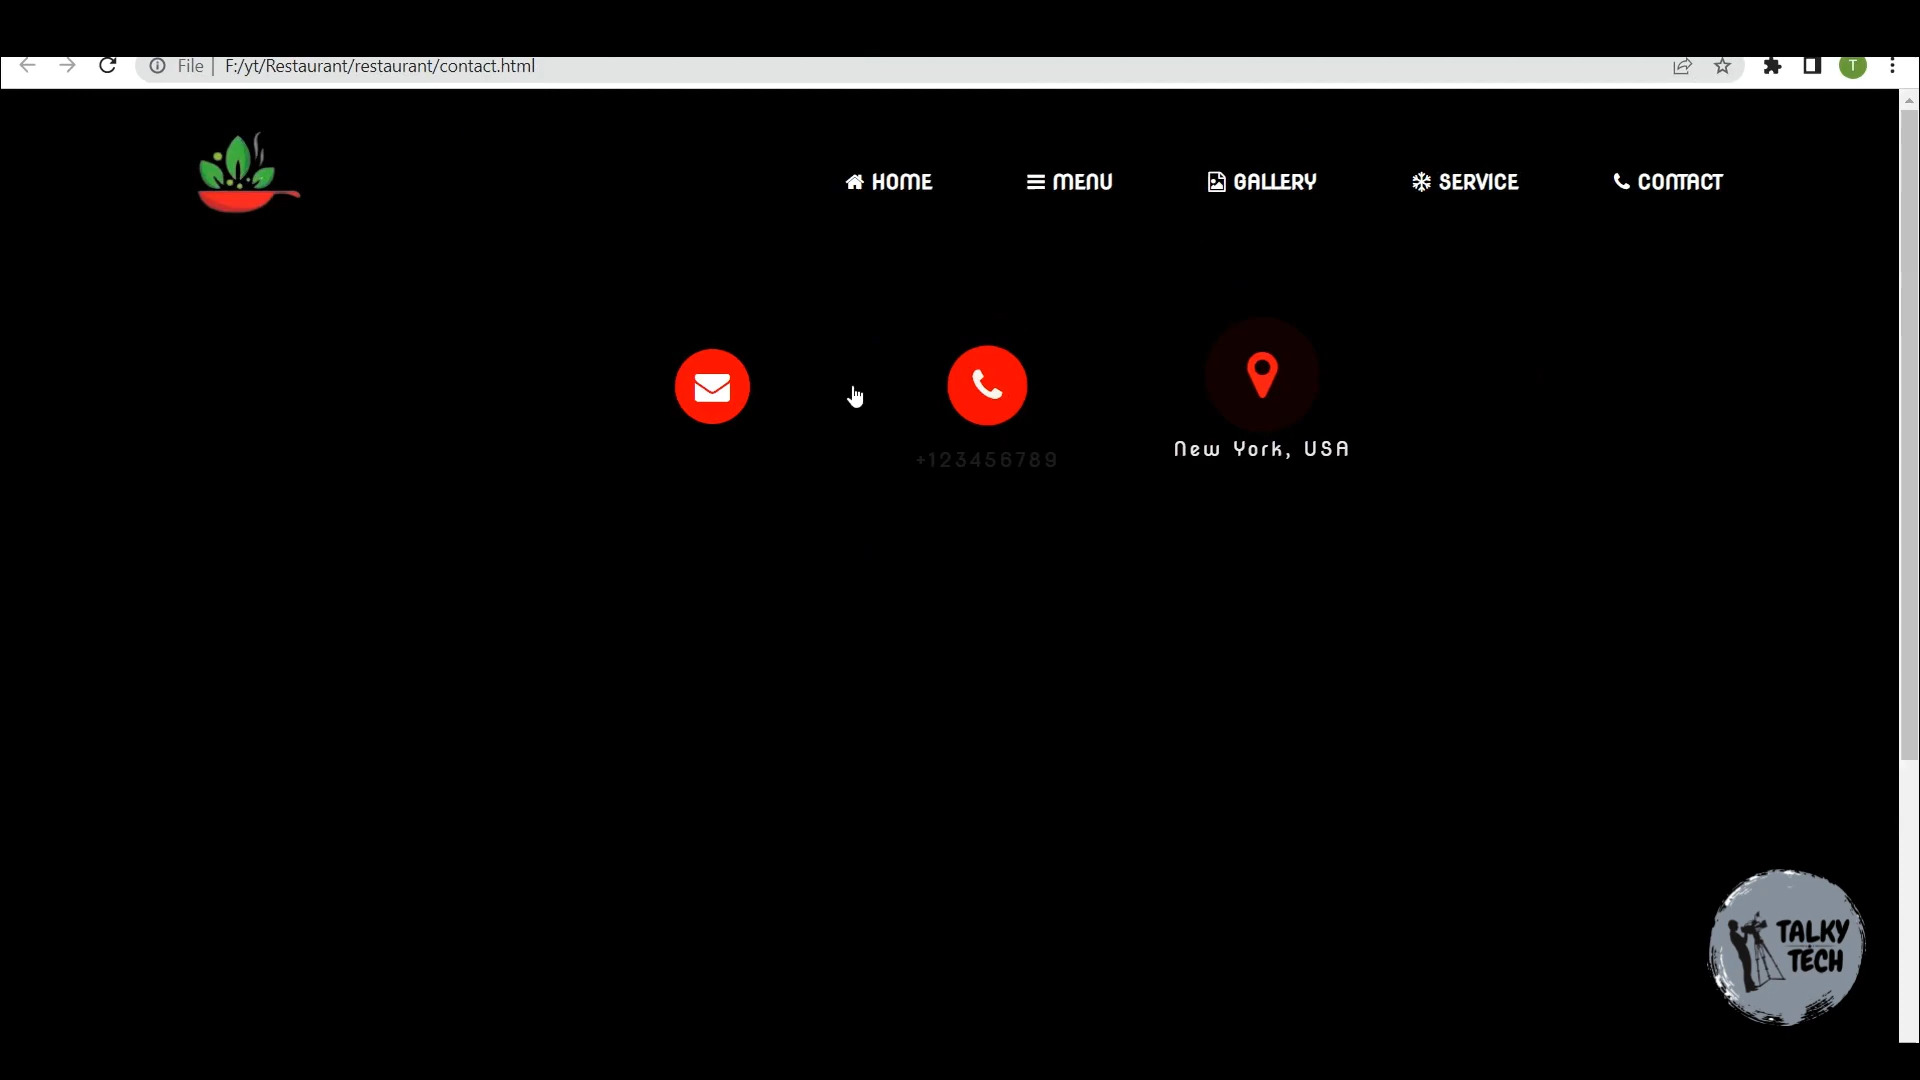 File | F:/yt/Restaurant/restaurant/contact.html
T
HOME MENU GALLERY SERVICE CONTACT
+123456789
New York, USA
TALKY
TECH